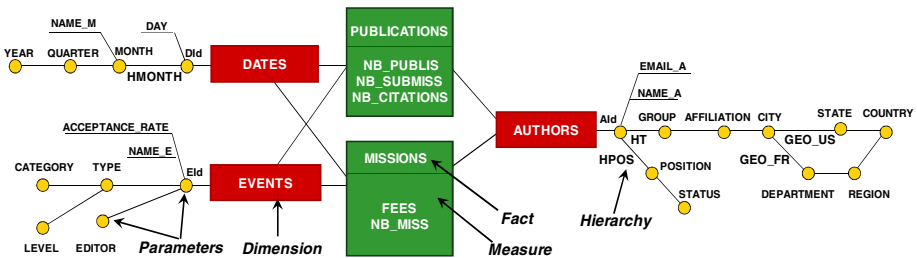 NAME_M
DAY
YEAR QUARTER MONTH DId
HMONTH
DATES
PUBLICATIONS
NB_PUBLIS
NB_SUBMISS
NB_CITATIONS
ACCEPTANCE_RATE
NAME_E
CATEGORY TYPE EId
LEVEL EDITOR
EVENTS
Parameters
Dimension
MISSIONS
FEES
NB_MISS
Fact
Measure
AUTHORS
EMAIL_A
NAME_A
AId GROUP AFFILIATION CITY STATE COUNTRY
HT GEO_US
HPOS GEO_FR
POSITION
STATUS
DEPARTMENT REGION
Hierarchy